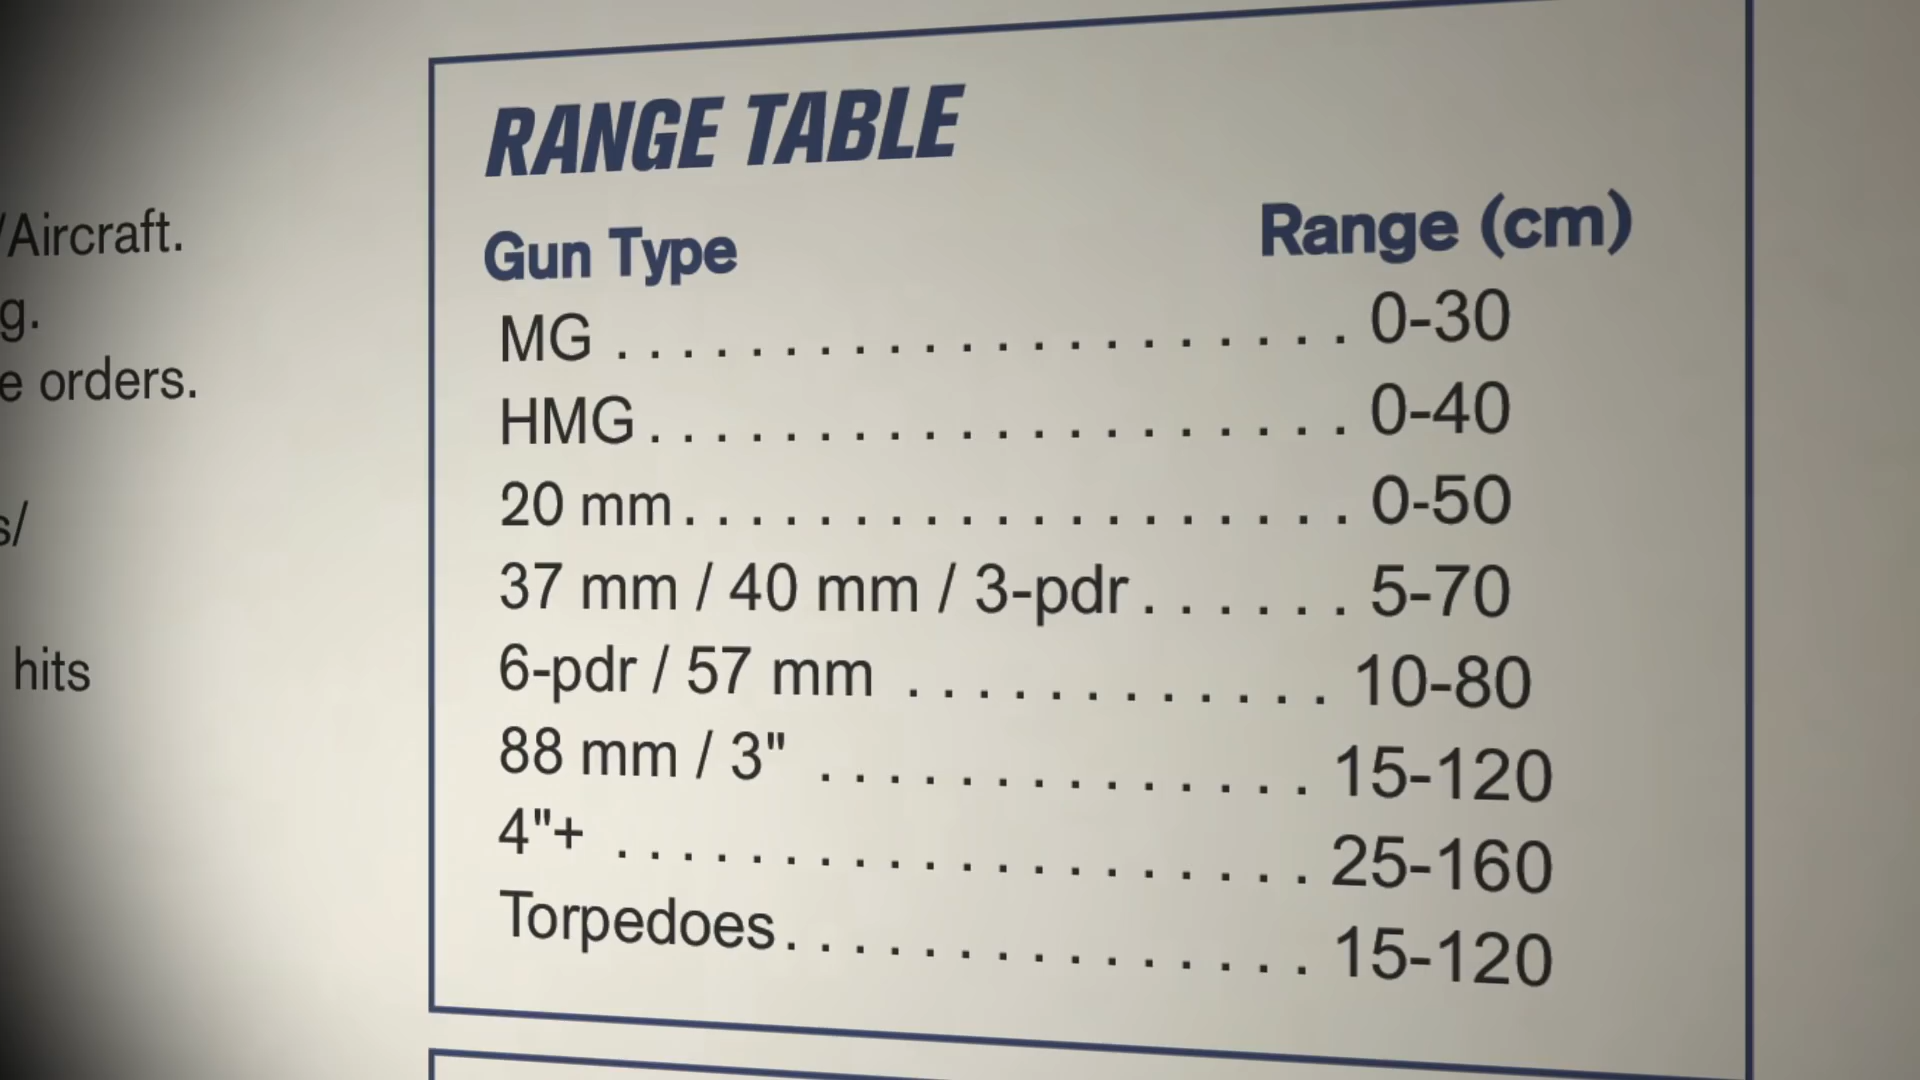 /Aircraft.
g.
e orders.
s/
hits
RANGE TABLE
Gun Type Range (cm)
MG . . . . . . . . . . . . . . . . . . . . . 0-30
HMG . . . . . . . . . . . . . . . . . . . . 0-40
20 mm . . . . . . . . . . . . . . . . . . . 0-50
37 mm / 40 mm / 3-pdr . . . . . . 5-70
6-pdr / 57 mm . . . . . . . . . . . . 10-80
88 mm / 3" . . . . . . . . . . . . . . 15-120
4"+ . . . . . . . . . . . . . . . . . . . . 25-160
Torpedoes . . . . . . . . . . . . . . . 15-120